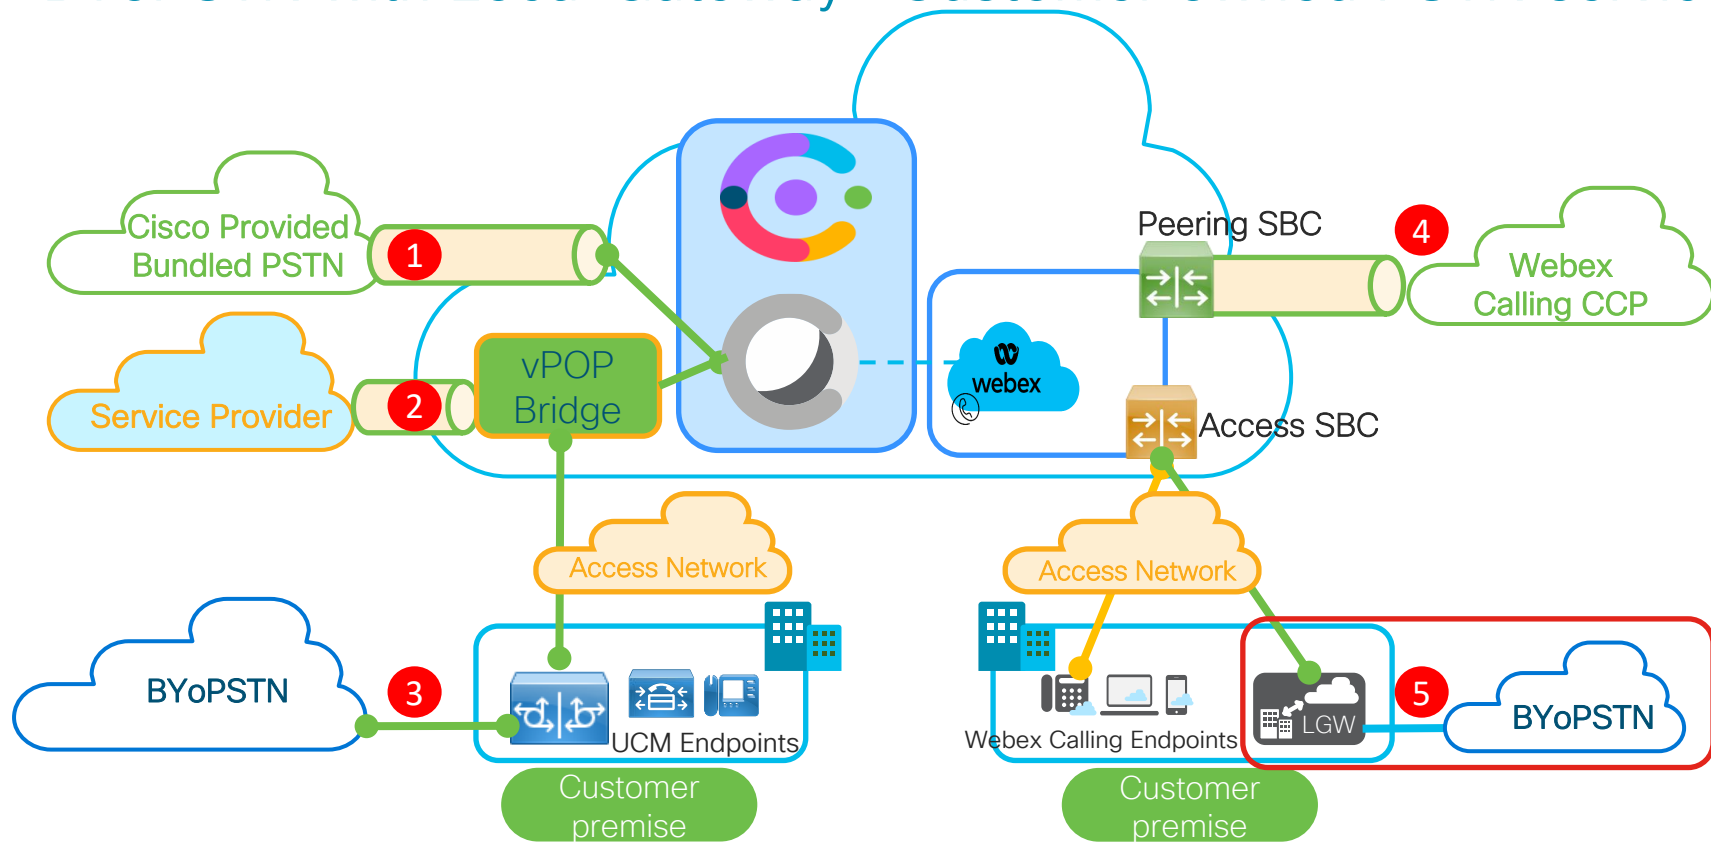 Cisco Provided
Bundled PSTN
1
Peering SBC
4
Webex
Calling CCP
Service Provider
2
vPOP
Bridge
webex
Access SBC
Access Network
Access Network
BYoPSTN
3
UCM Endpoints
Webex Calling Endpoints
LGW
5
BYoPSTN
Customer
premise
Customer
premise